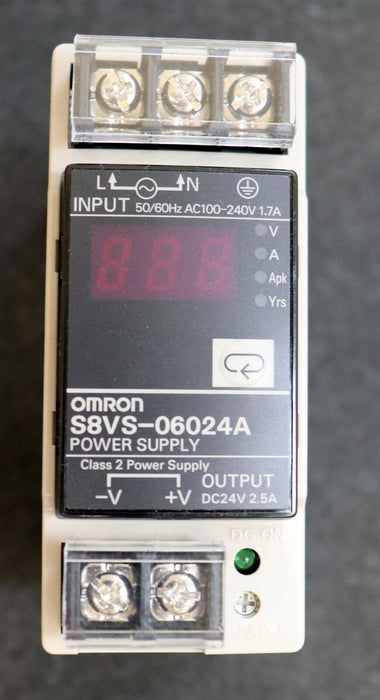 L N
INPUT 50/60Hz AC100-240V 1.7A
V
A
Apk
Yrs
OMRON
S8VS-06024A
POWER SUPPLY
Class 2 Power Supply
OUTPUT
-V +V DC24V 2.5A
DC ON
V.ADJ